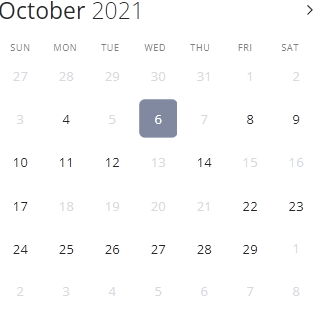 October 2021
SUN MON TUE WED THU FRI SAT
27 28 29 30 31 1 2
3 4 5 6 7 8 9
10 11 12 13 14 15 16
17 18 19 20 21 22 23
24 25 26 27 28 29 1
2 3 4 5 6 7 8